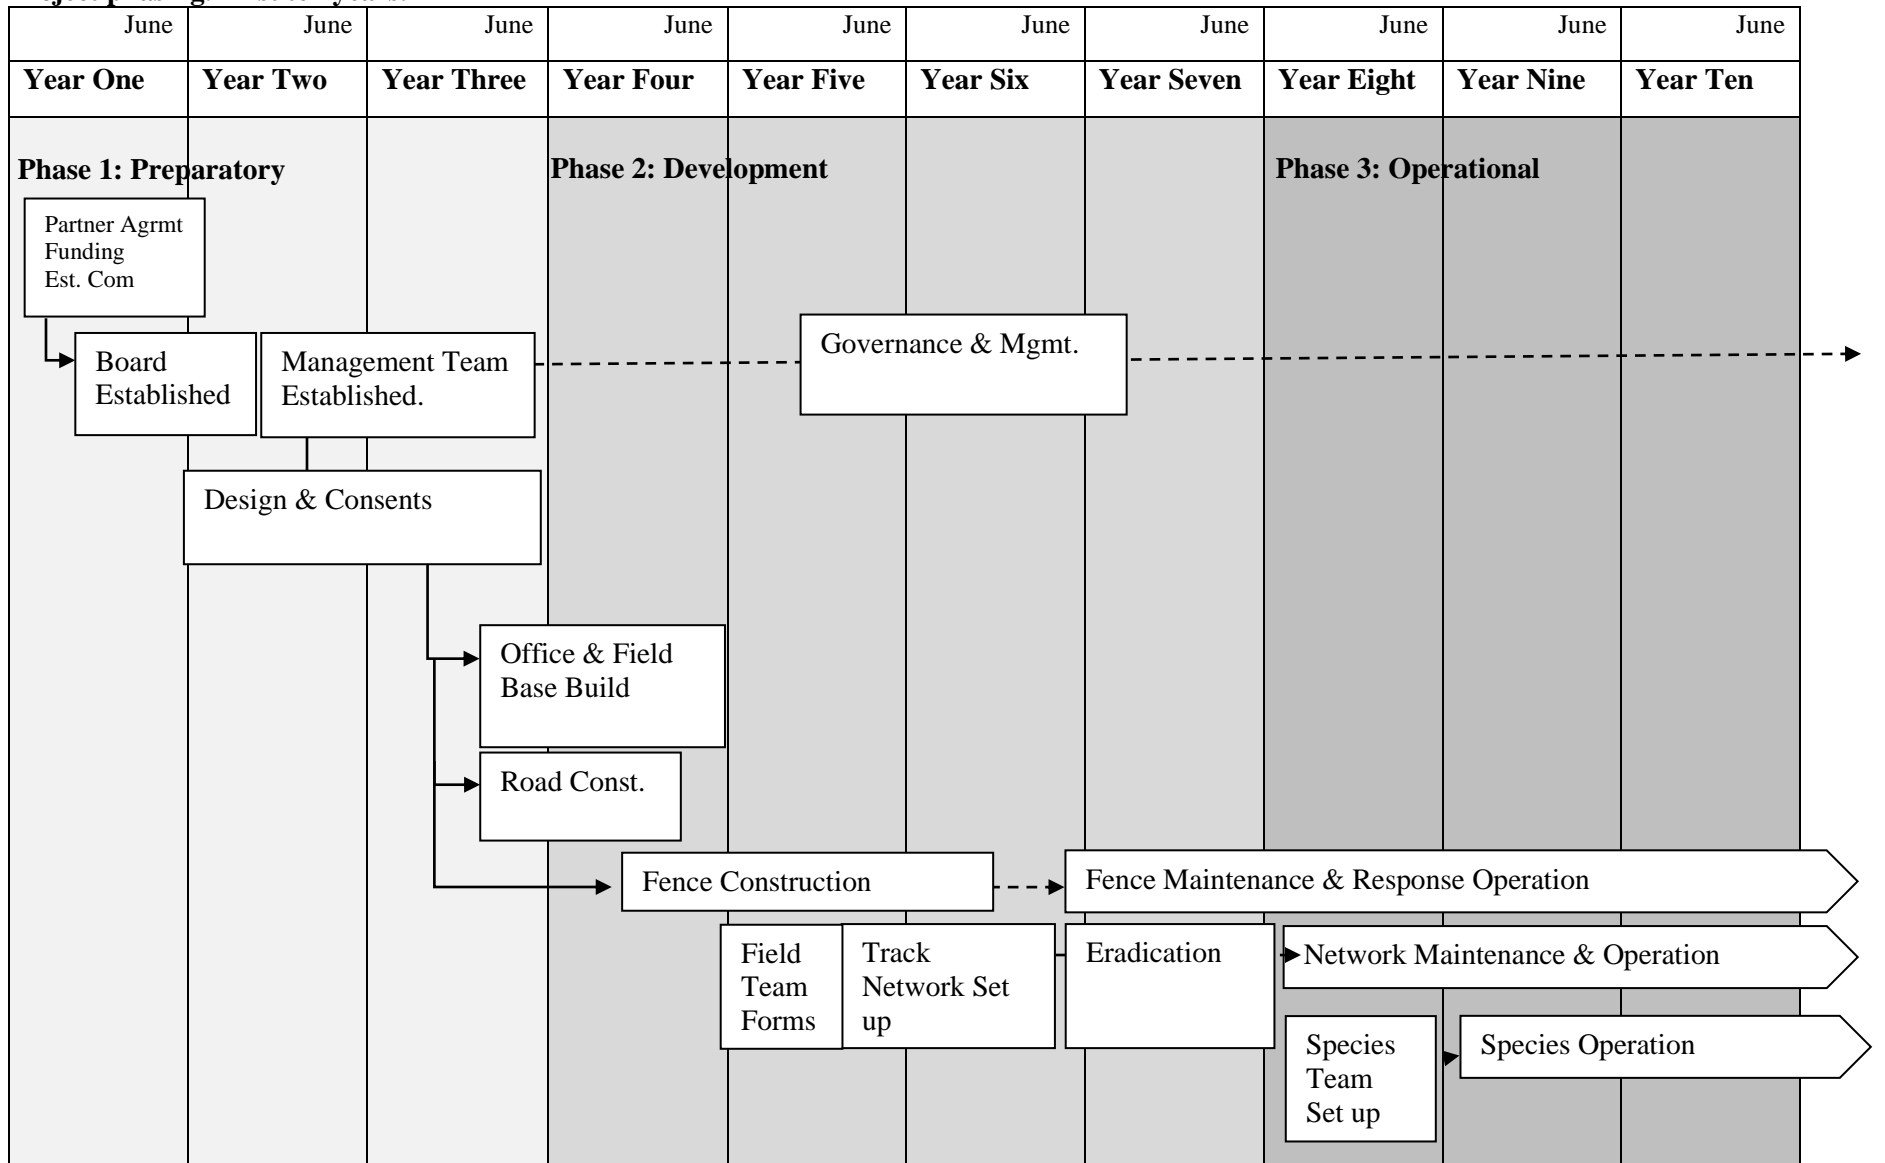 June June June June June June June June June June
Year One Year Two Year Three Year Four Year Five Year Six Year Seven Year Eight Year Nine Year Ten
Phase 1: Preparatory Phase 2: Development Phase 3: Operational
Partner Agrmt
Funding
Est. Com
Board
Established
Management Team
Established.
Governance & Mgmt.
Design & Consents
Office & Field
Base Build
Road Const.
Fence Construction
Fence Maintenance & Response Operation
Field
Team
Forms
Track
Network Set
up
Eradication
Network Maintenance & Operation
Species
Team
Set up
Species Operation